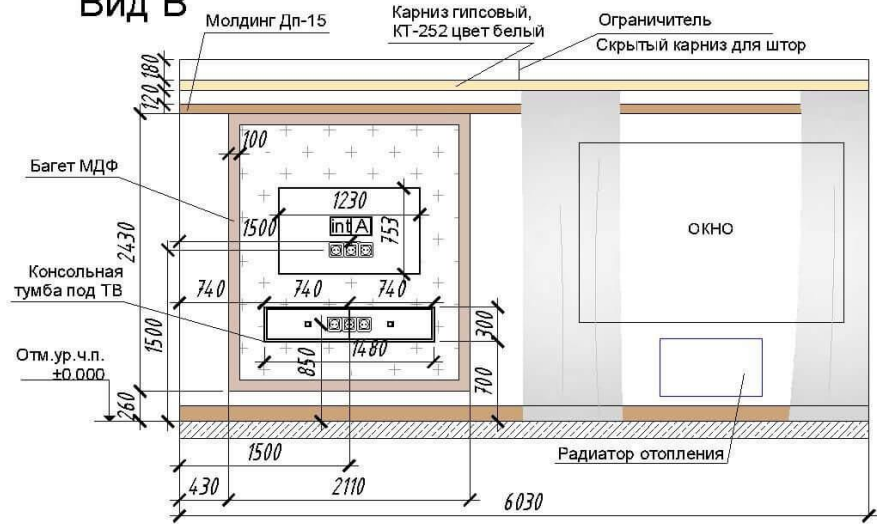 Вид В
Молдинг Дп-15
Карниз гипсовый,
КТ-252 цвет белый
Ограничитель
Скрытый карниз для штор
180
120
100
Багет МДФ
1230
1500
int A
753
2430
ОКНО
Консольная
тумба под ТВ
740
740
740
300
1500
850
1480
Отм.ур.ч.п.
±0.000
700
260
1500
Радиатор отопления
430
2110
6030